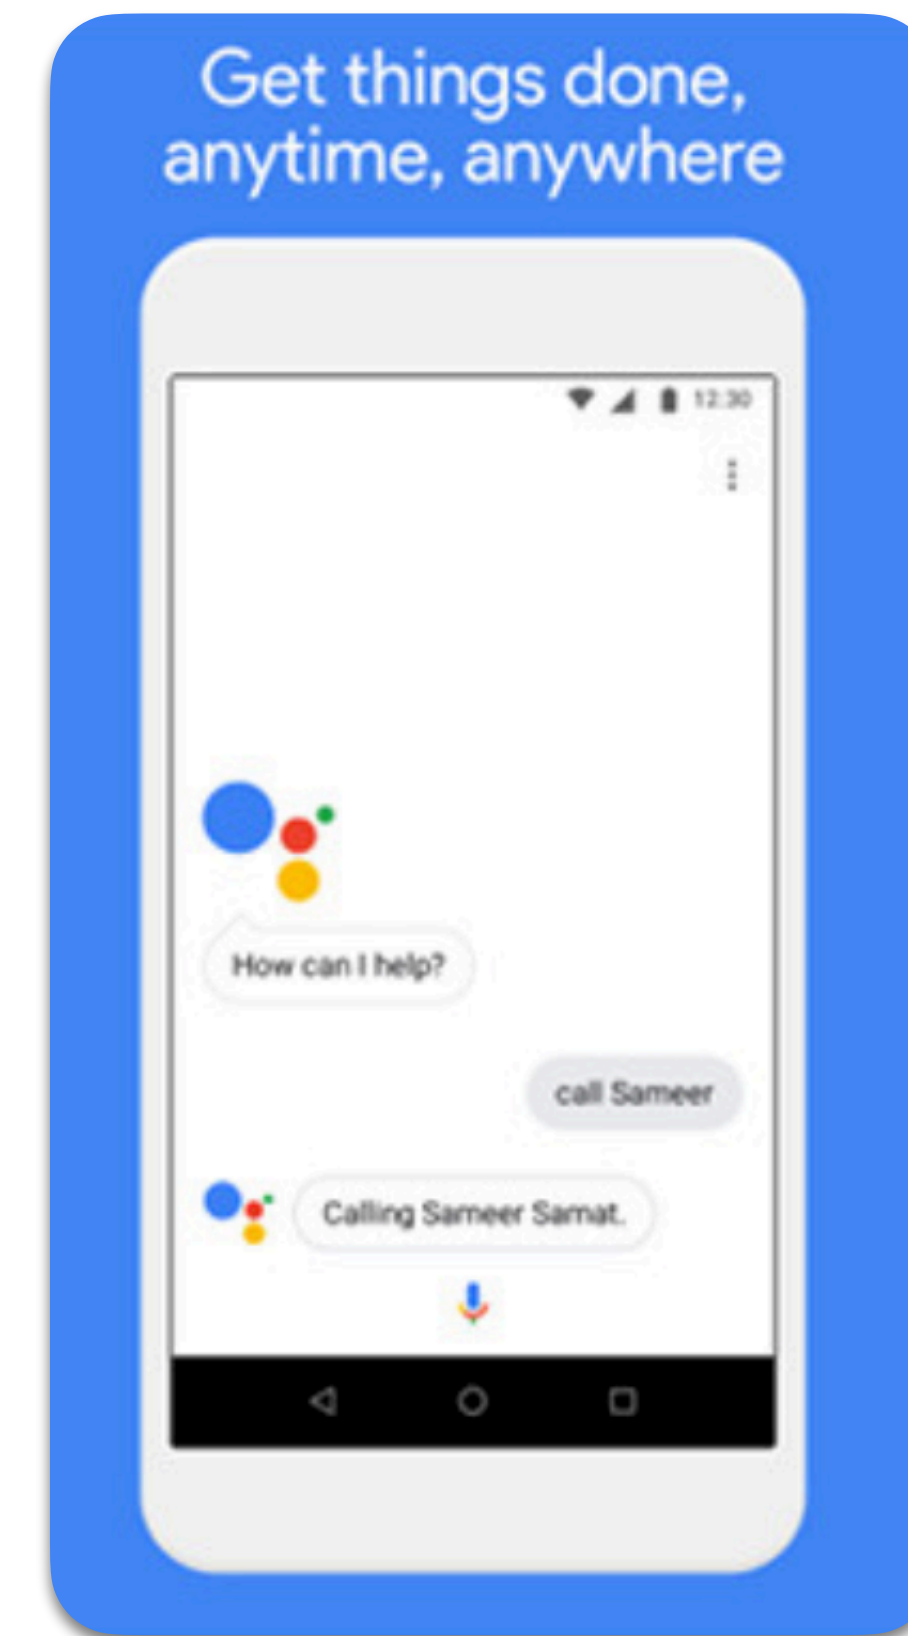 Get things done,
anytime, anywhere
12:30
How can I help?
call Sameer
Calling Sameer Samat.